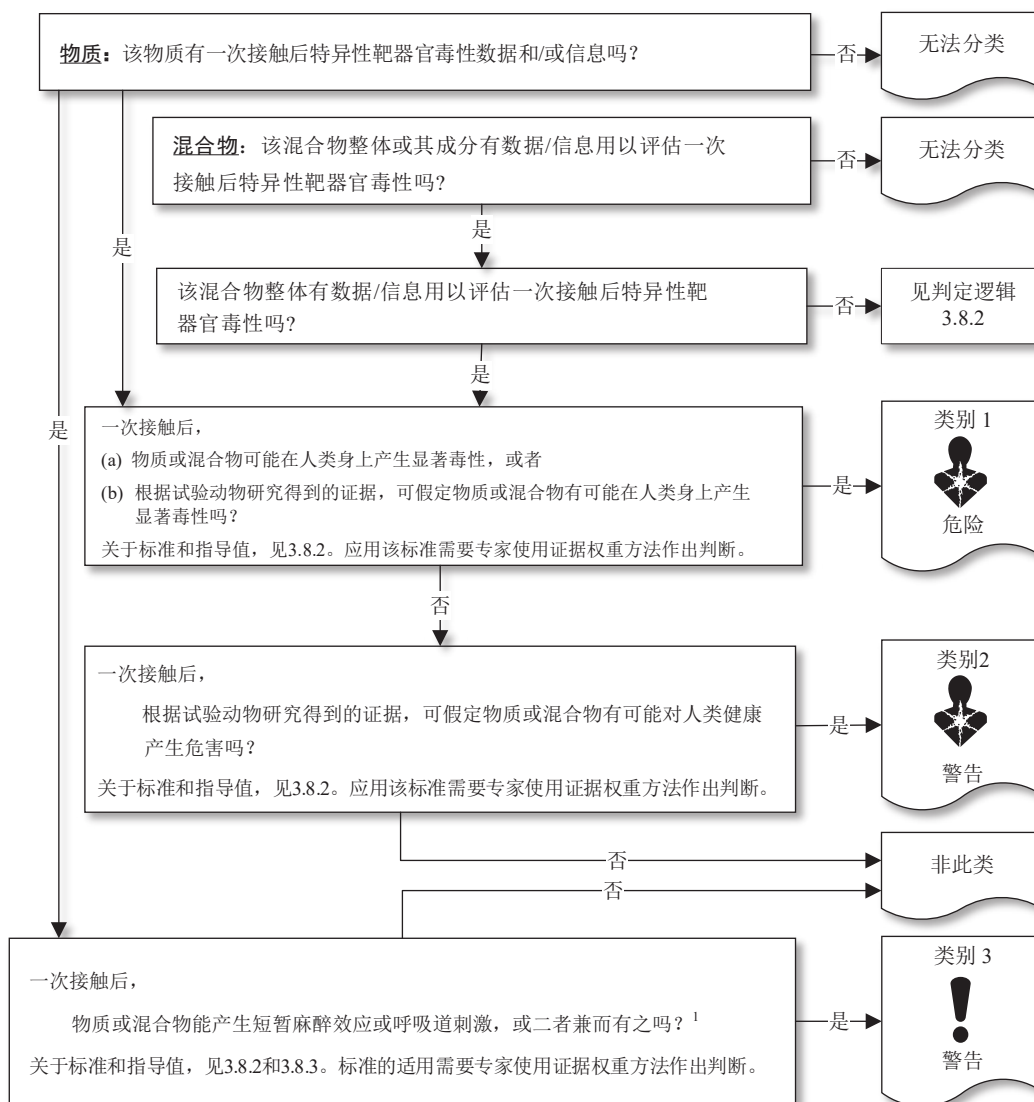 物质：该物质有一次接触后特异性靶器官毒性数据和/或信息吗？
否
无法分类
混合物：该混合物整体或其成分有数据/信息用以评估一次
接触后特异性靶器官毒性吗?
否
无法分类
是
是
该混合物整体有数据/信息用以评估一次接触后特异性靶
器官毒性吗?
否
见判定逻辑
3.8.2
是
是
一次接触后，
(a) 物质或混合物可能在人类身上产生显著毒性，或者
(b) 根据试验动物研究得到的证据，可假定物质或混合物有可能在人类身上产生
显著毒性吗？
关于标准和指导值，见3.8.2。应用该标准需要专家使用证据权重方法作出判断。
是
类别 1
危险
否
一次接触后，
根据试验动物研究得到的证据，可假定物质或混合物有可能对人类健康
产生危害吗？
关于标准和指导值，见3.8.2。应用该标准需要专家使用证据权重方法作出判断。
是
类别2
警告
否
否
非此类
一次接触后，
物质或混合物能产生短暂麻醉效应或呼吸道刺激，或二者兼而有之吗？1
关于标准和指导值，见3.8.2和3.8.3。标准的适用需要专家使用证据权重方法作出判断。
是
类别 3
警告